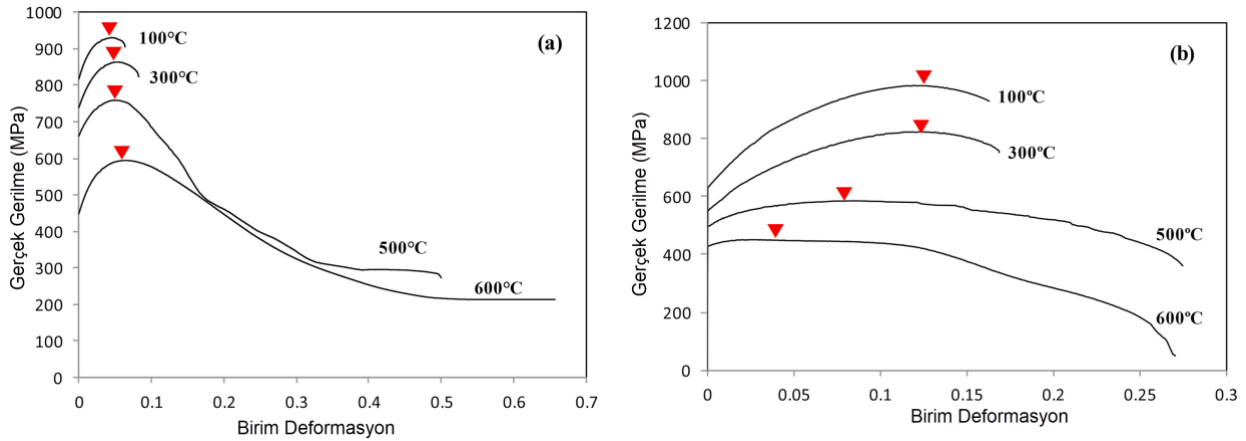 1000
900
800
700
600
500
400
300
200
100
0
Gerçek Gerilme (MPa)
(a)
100°C
300°C
500°C
600°C
0 0.1 0.2 0.3 0.4 0.5 0.6 0.7
Birim Deformasyon
1200
1000
800
600
400
200
0
Gerçek Gerilme (MPa)
(b)
100ºC
300ºC
500ºC
600ºC
0 0.05 0.1 0.15 0.2 0.25 0.3
Birim Deformasyon